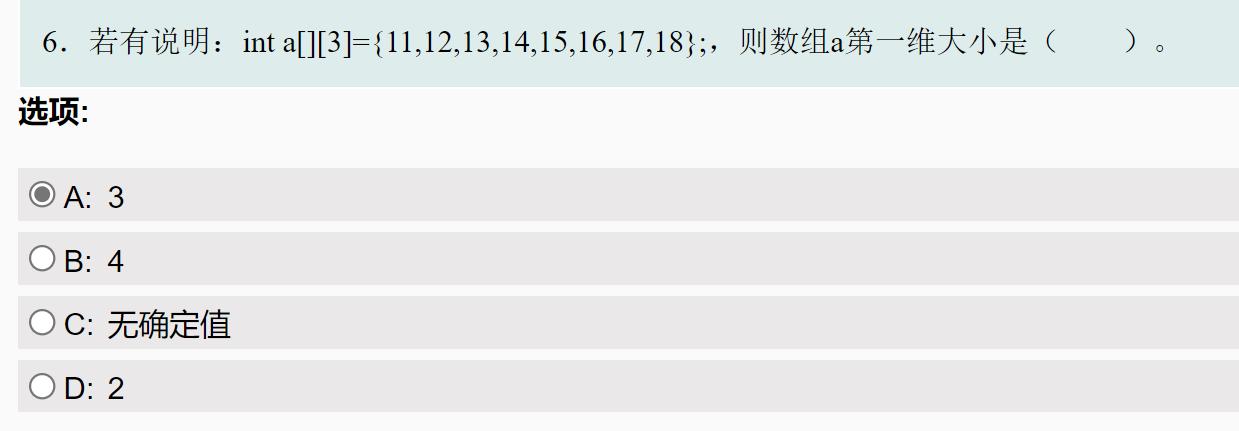 6．若有说明：int a[][3]={11,12,13,14,15,16,17,18};，则数组a第一维大小是（　　）。
选项:
A: 3
B: 4
C: 无确定值
D: 2